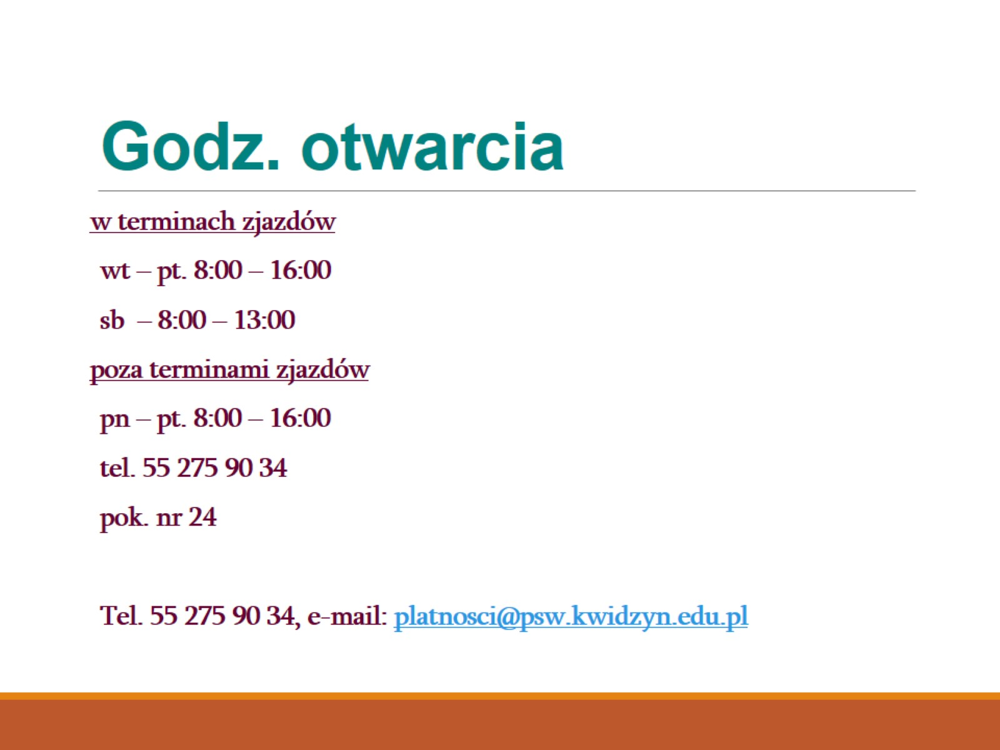 Godz. otwarcia
w terminach zjazdów
wt – pt. 8:00 – 16:00
sb – 8:00 – 13:00
poza terminami zjazdów
pn – pt. 8:00 – 16:00
tel. 55 275 90 34
pok. nr 24
Tel. 55 275 90 34, e-mail: platnosci@psw.kwidzyn.edu.pl